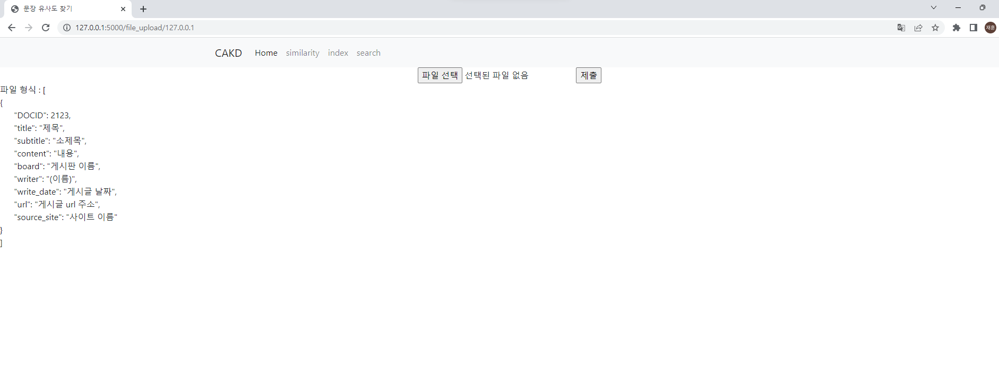 문장 유사도 찾기
127.0.0.1:5000/file_upload/127.0.0.1
재훈
CAKD Home similarity index search
파일 선택 선택된 파일 없음 제출
파일 형식 : [
{
"DOCID": 2123,
"title": "제목",
"subtitle": "소제목",
"content": "내용",
"board": "게시판 이름",
"writer": "(이름)",
"write_date": "게시글 날짜",
"url": "게시글 url 주소",
"source_site": "사이트 이름"
}
]